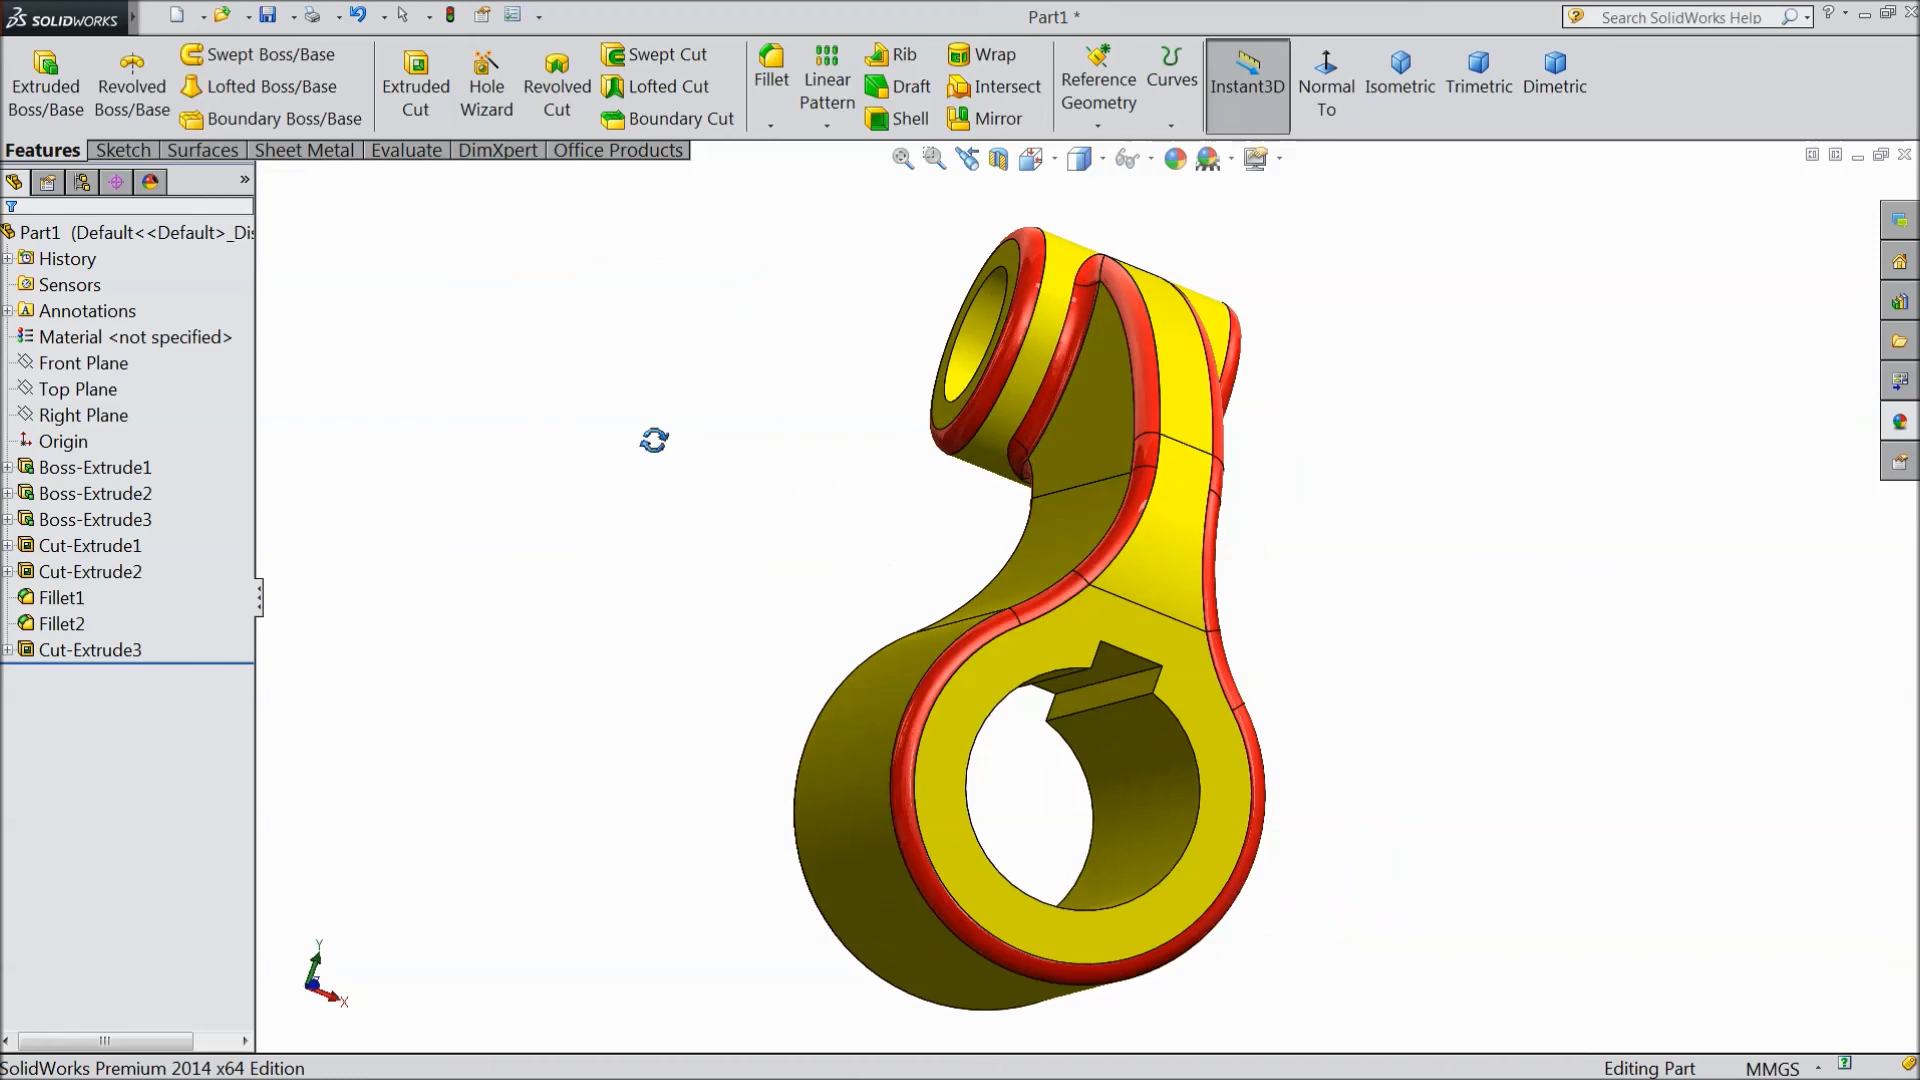 SOLIDWORKS
Part1 *
Search SolidWorks Help
Extruded Boss/Base
Revolved Boss/Base
Swept Boss/Base
Lofted Boss/Base
Boundary Boss/Base
Extruded Cut
Hole Wizard
Revolved Cut
Swept Cut
Lofted Cut
Boundary Cut
Fillet
Linear Pattern
Rib
Draft
Shell
Wrap
Intersect
Mirror
Reference Geometry
Curves
Instant3D
Normal To
Isometric
Trimetric
Dimetric
Features
Sketch
Surfaces
Sheet Metal
Evaluate
DimXpert
Office Products
Part1 (Default<<Default>_Dis
History
Sensors
Annotations
Material <not specified>
Front Plane
Top Plane
Right Plane
Origin
Boss-Extrude1
Boss-Extrude2
Boss-Extrude3
Cut-Extrude1
Cut-Extrude2
Fillet1
Fillet2
Cut-Extrude3
Y
X
SolidWorks Premium 2014 x64 Edition
Editing Part
MMGS